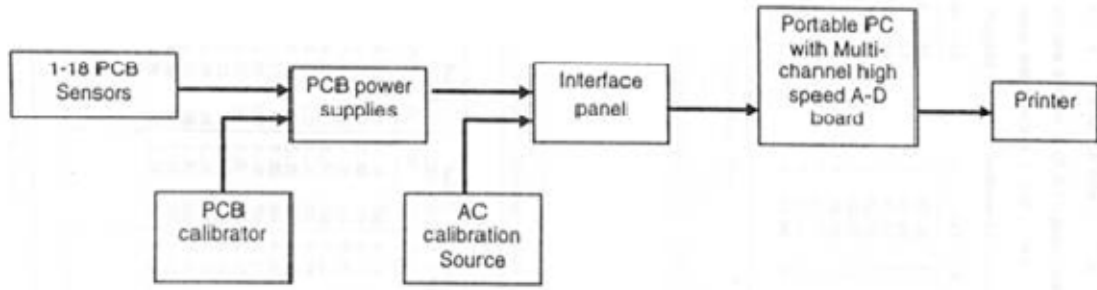 1-18 PCB
Sensors
PCB power
supplies
Interface
panel
Portable PC
with Multi-
channel high
speed A-D
board
Printer
PCB
calibrator
AC
calibration
Source